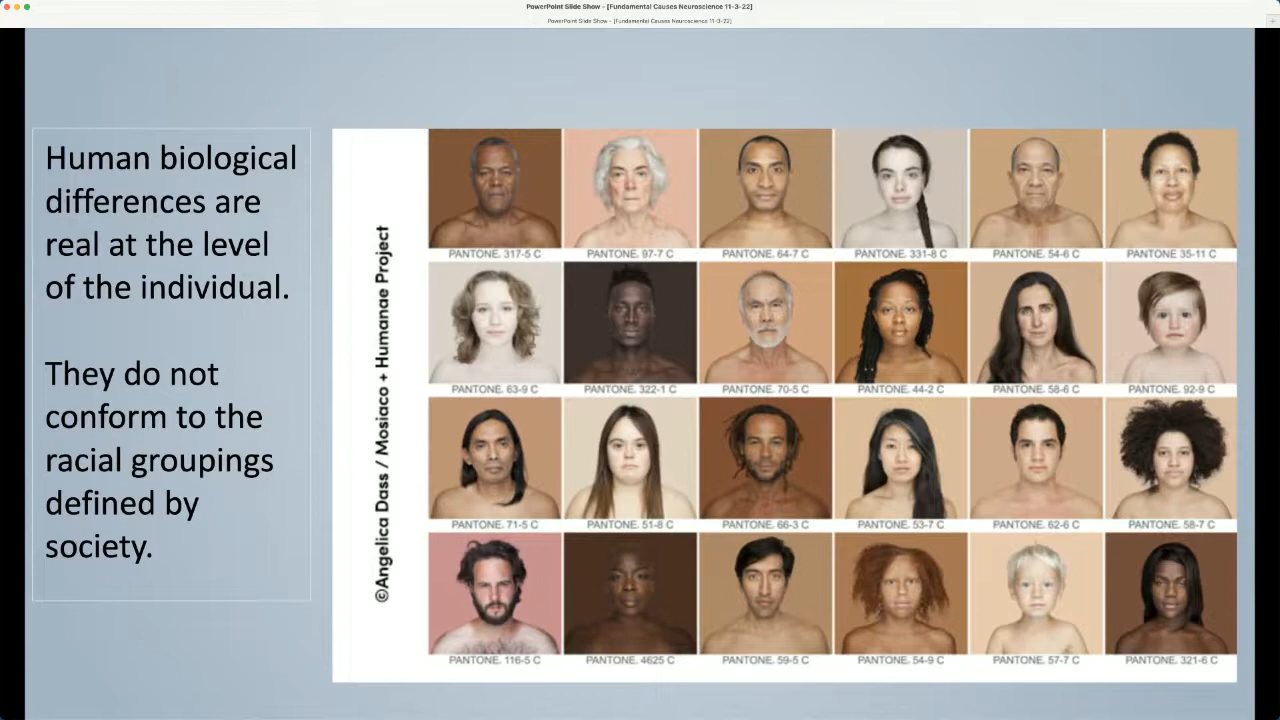 PowerPoint Slide Show - [Fundamental Causes Neuroscience 11-3-22]
PowerPoint Slide Show - [Fundamental Causes Neuroscience 11-3-22]
Human biological
differences are
real at the level
of the individual.
They do not
conform to the
racial groupings
defined by
society.
©Angelica Dass / Mosiaco + Humanae Project
PANTONE. 317-5 C
PANTONE. 97-7 C
PANTONE. 64-7 C
PANTONE. 331-8 C
PANTONE. 54-6 C
PANTONE 35-11 C
PANTONE. 63-9 C
PANTONE. 322-1 C
PANTONE. 70-5 C
PANTONE. 44-2 C
PANTONE. 58-6 C
PANTONE. 92-9 C
PANTONE. 71-5 C
PANTONE. 51-8 C
PANTONE. 66-3 C
PANTONE. 53-7 C
PANTONE. 62-6 C
PANTONE. 58-7 C
PANTONE. 116-5 C
PANTONE. 4625 C
PANTONE. 59-5 C
PANTONE. 54-9 C
PANTONE. 57-7 C
PANTONE. 321-6 C